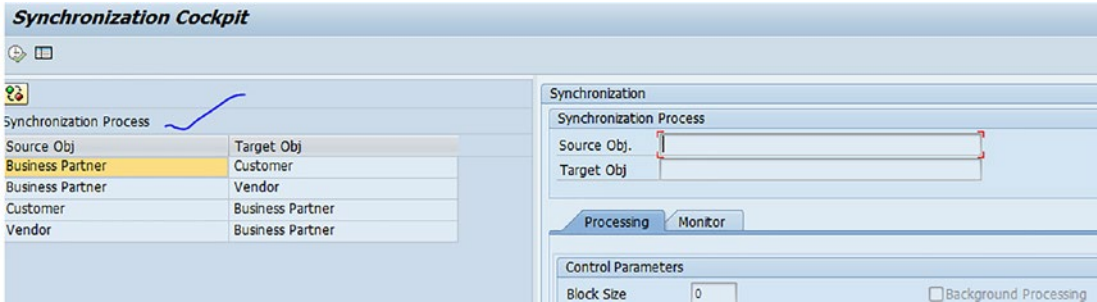 Synchronization Cockpit
Synchronization Process
Source Obj Target Obj
Business Partner Customer
Business Partner Vendor
Customer Business Partner
Vendor Business Partner
Synchronization
Synchronization Process
Source Obj.
Target Obj
Processing Monitor
Control Parameters
Block Size 0 Background Processing